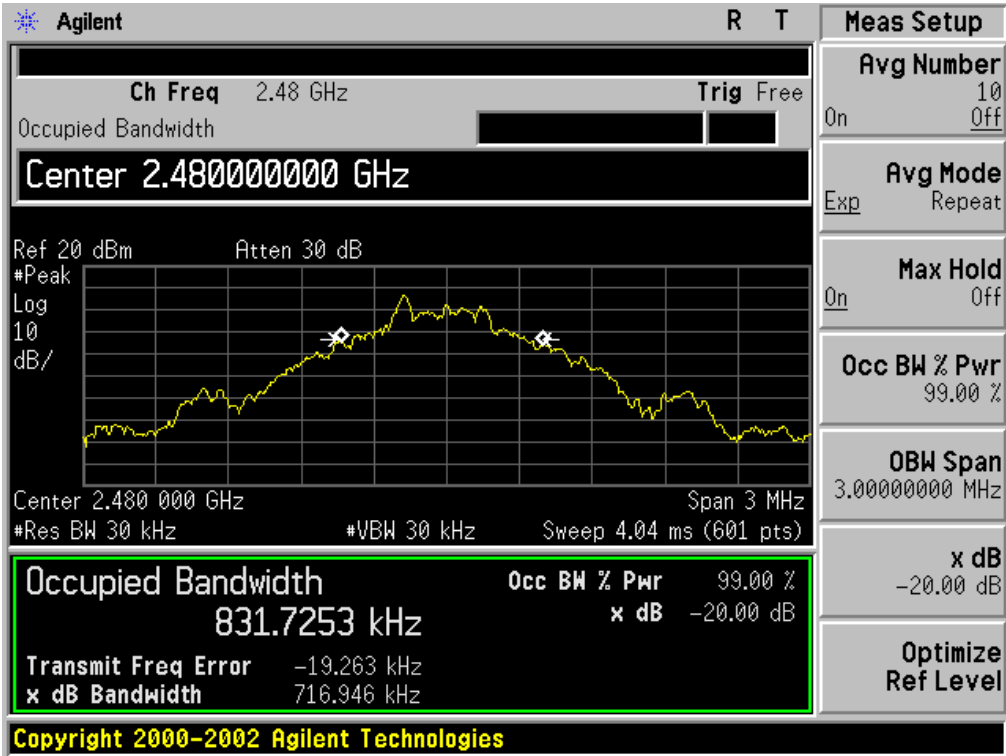 Agilent R T Meas Setup
Ch Freq 2.48 GHz Trig Free
Occupied Bandwidth
Center 2.480000000 GHz
Ref 20 dBm Atten 30 dB
#Peak
Log
10
dB/
Center 2.480 000 GHz Span 3 MHz
#Res BW 30 kHz #VBW 30 kHz Sweep 4.04 ms (601 pts)
Occupied Bandwidth Occ BW % Pwr 99.00 %
831.7253 kHz x dB -20.00 dB
Transmit Freq Error -19.263 kHz
x dB Bandwidth 716.946 kHz
Avg Number
10
On Off
Avg Mode
Exp Repeat
Max Hold
On Off
Occ BW % Pwr
99.00 %
OBW Span
3.00000000 MHz
x dB
-20.00 dB
Optimize
Ref Level
Copyright 2000-2002 Agilent Technologies